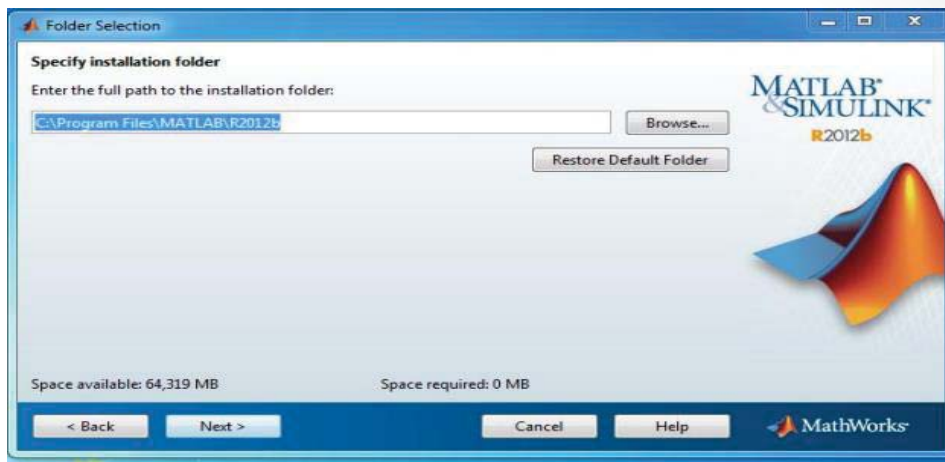 Folder Selection
Specify installation folder
Enter the full path to the installation folder:
C:\Program Files\MATLAB\R2012b
Browse...
Restore Default Folder
MATLAB®
&SIMULINK®
R2012b
Space available: 64,319 MB
Space required: 0 MB
< Back
Next >
Cancel
Help
MathWorks®